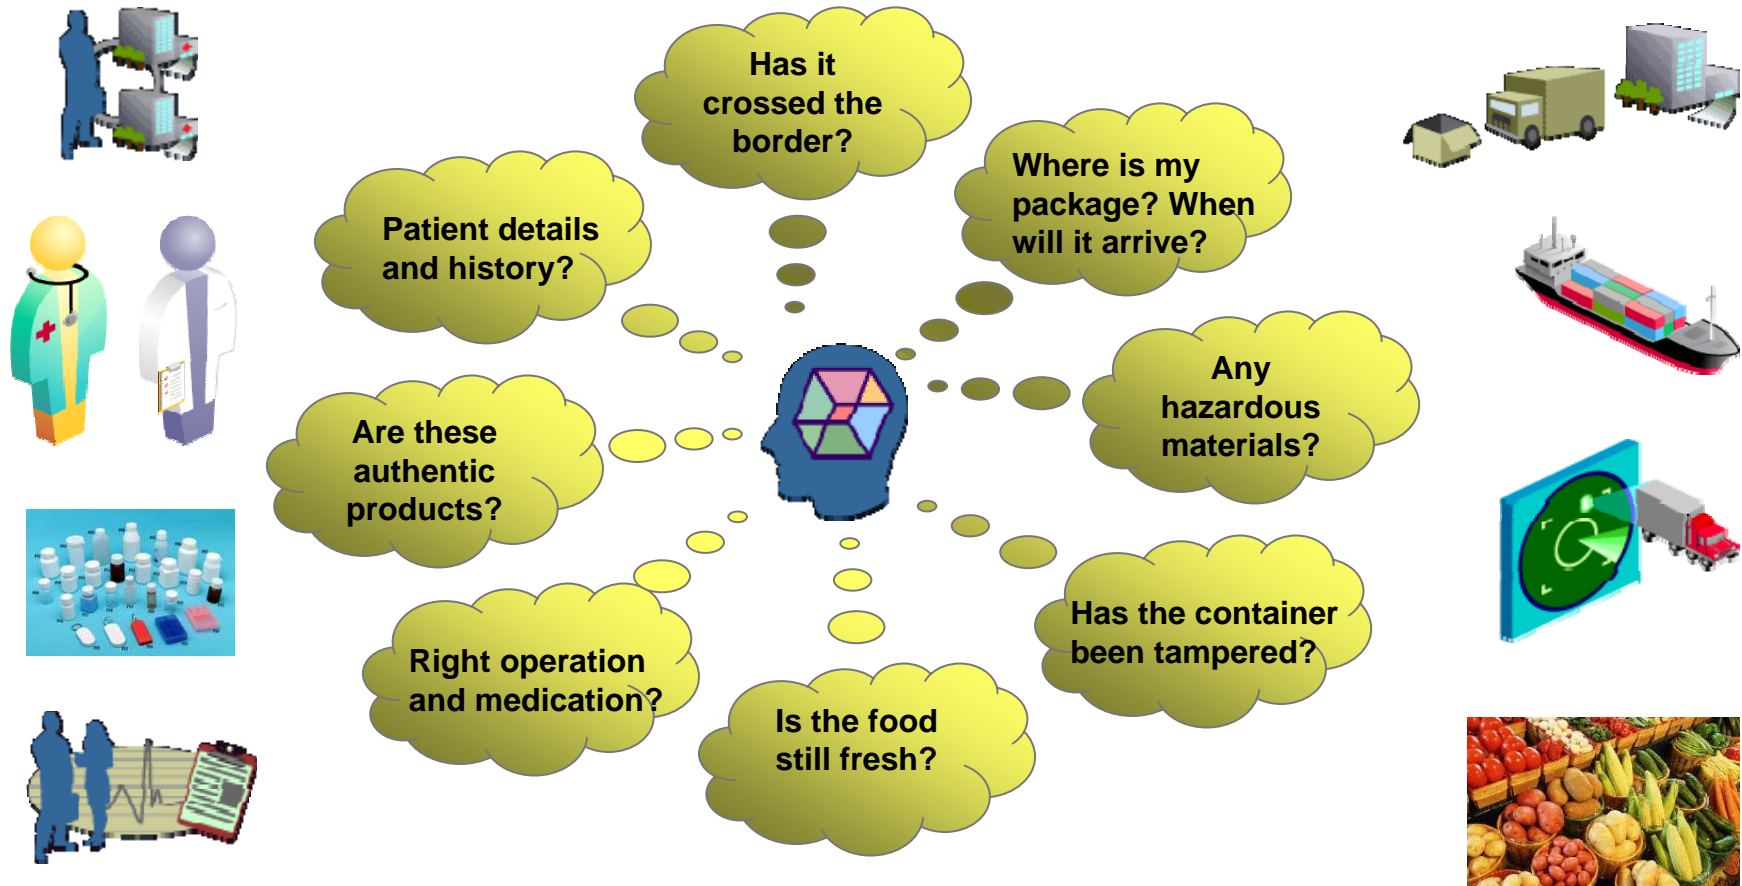 Has it
crossed the
border?
Where is my
package? When
will it arrive?
Patient details
and history?
Any
hazardous
materials?
Are these
authentic
products?
Has the container
been tampered?
Right operation
and medication?
Is the food
still fresh?